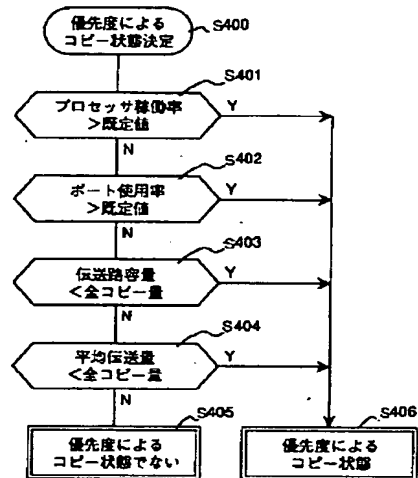 優先度による
コピー状態決定
S400
S401
プロセッサ稼働率
>既定値
Y
N
S402
ポート使用率
>既定値
Y
N
S403
伝送路容量
<全コピー量
Y
N
S404
平均伝送量
<全コピー量
Y
N
S405
優先度による
コピー状態でない
S406
優先度による
コピー状態